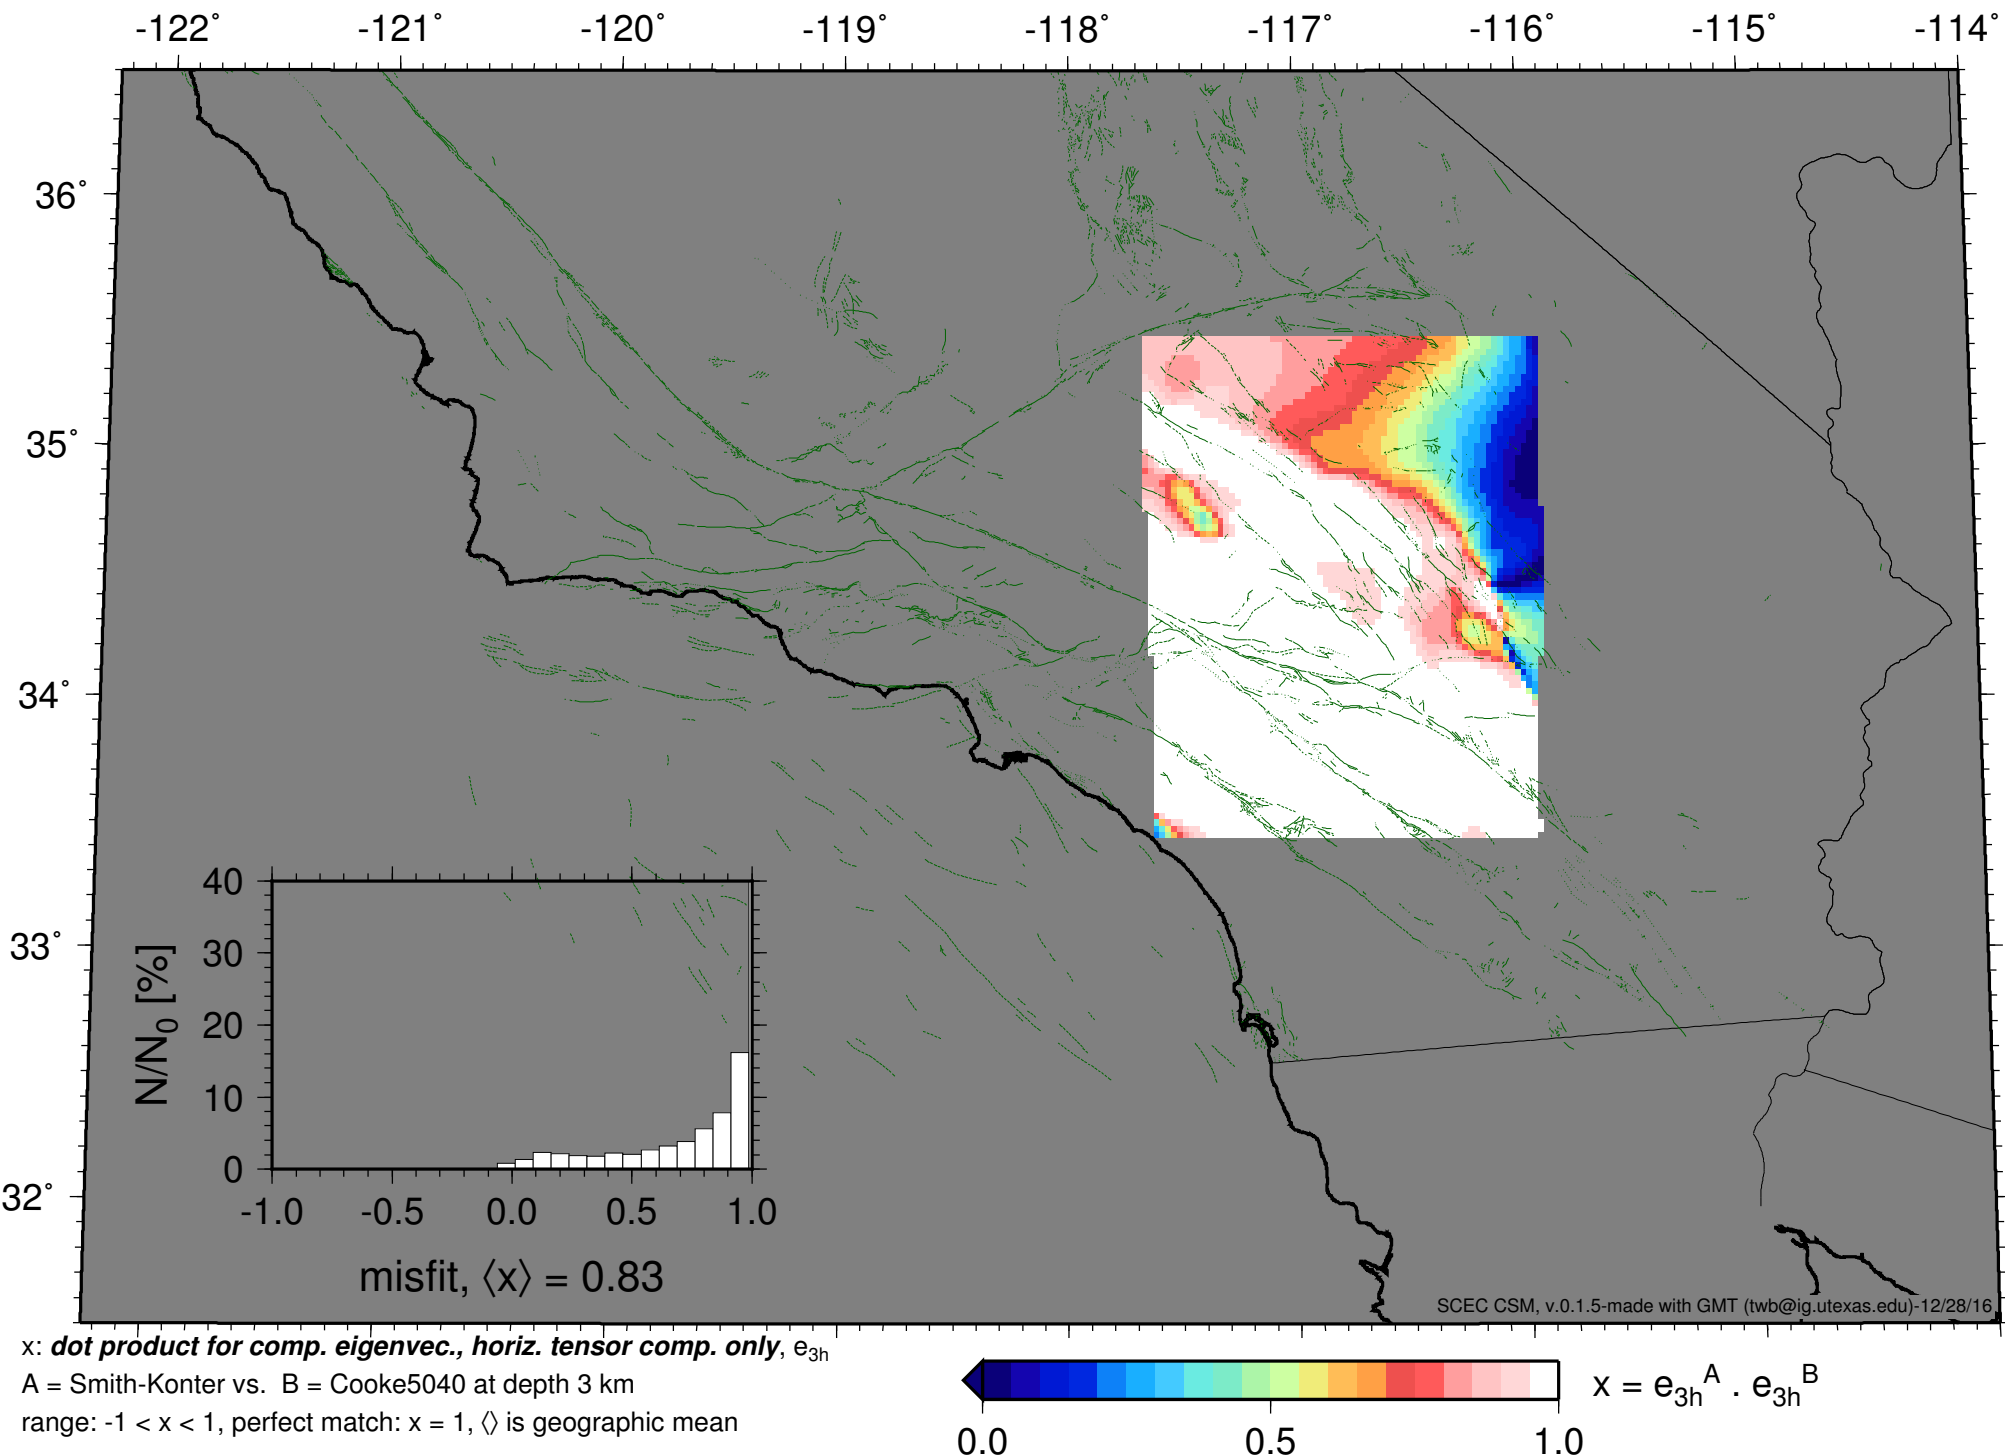 -122° -121° -120° -119° -118° -117° -116° -115° -114°
36°
35°
34°
33°
32°
40
30
20
10
0
N/N0 [%]
-1.0 -0.5 0.0 0.5 1.0
misfit, ⟨x⟩ = 0.83
SCEC CSM, v.0.1.5-made with GMT (twb@ig.utexas.edu)-12/28/16
x: dot product for comp. eigenvec., horiz. tensor comp. only, e3h
A = Smith-Konter vs. B = Cooke5040 at depth 3 km
range: -1 < x < 1, perfect match: x = 1, ⟨⟩ is geographic mean
x = e3h^A . e3h^B
0.0 0.5 1.0